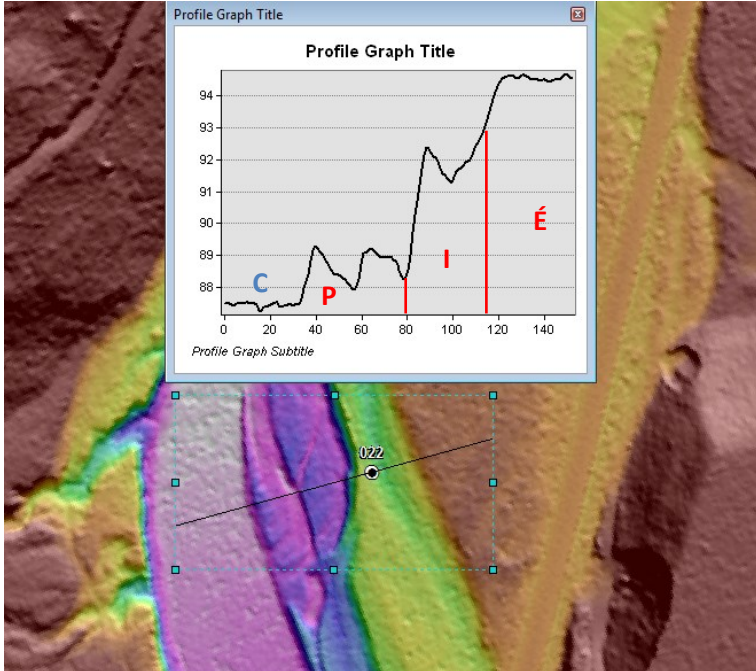 Profile Graph Title
Profile Graph Title
94
93
92
91
90
89
88
C
P
I
É
0 20 40 60 80 100 120 140
Profile Graph Subtitle
022